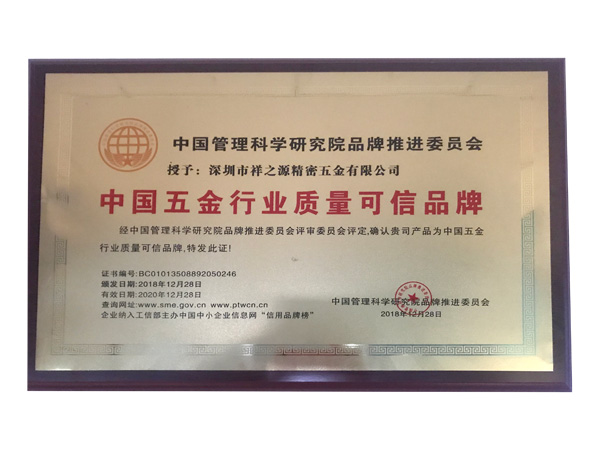 中国管理科学研究院品牌推进委员会
授予：深圳市祥之源精密五金有限公司
中国五金行业质量可信品牌
经中国管理科学研究院品牌推进委员会评审委员会评定,确认贵司产品为中国五金
行业质量可信品牌,特发此证!
证书编号:BC01013508892050246
颁发日期:2018年12月28日
有效日期:2020年12月28日
查询网址:www.sme.gov.cn www.ptwcn.cn
企业纳入工信部主办中国中小企业信息网“信用品牌榜”
中国管理科学研究院品牌推进委员会
2018年12月28日